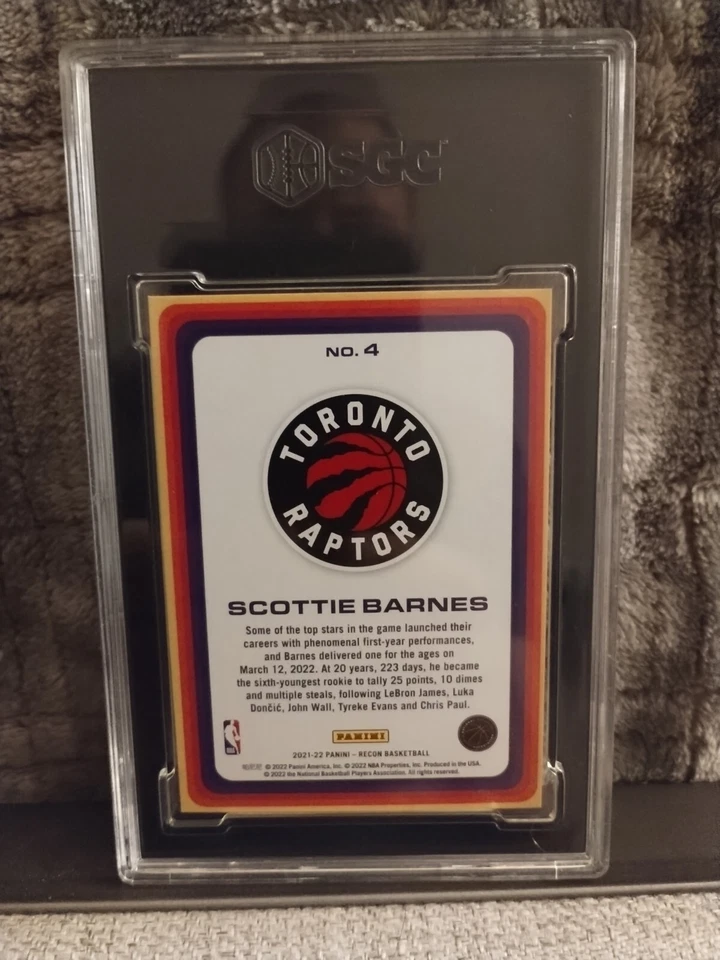 SGC
NO. 4
TORONTO
RAPTORS
SCOTTIE BARNES
Some of the top stars in the game launched their
careers with phenomenal first-year performances,
and Barnes delivered one for the ages on
March 12, 2022. At 20 years, 223 days, he became
the sixth-youngest rookie to tally 25 points, 10 dimes
and multiple steals, following LeBron James, Luka
Dončić, John Wall, Tyreke Evans and Chris Paul.
PANINI
2021-22 PANINI – RECON BASKETBALL
© 2022 Panini America, Inc. © 2022 NBA Properties, Inc. Produced in the USA.
© 2022 the National Basketball Players Association. All rights reserved.